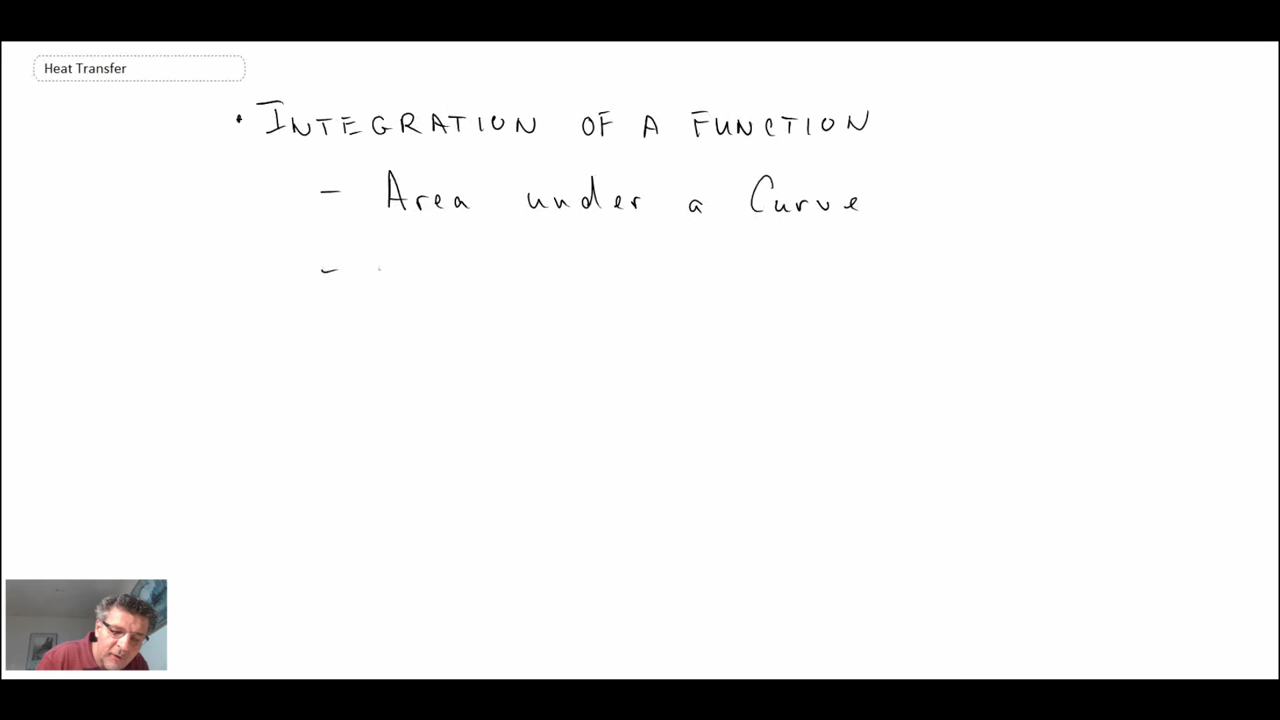 Heat Transfer
• INTEGRATION OF A FUNCTION
– Area under a Curve
–